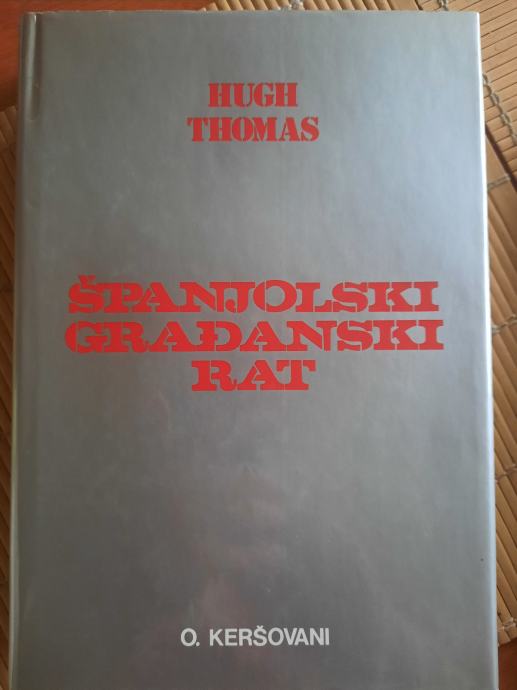 HUGH
THOMAS
ŠPANJOLSKI
GRAĐANSKI
RAT
O. KERŠOVANI